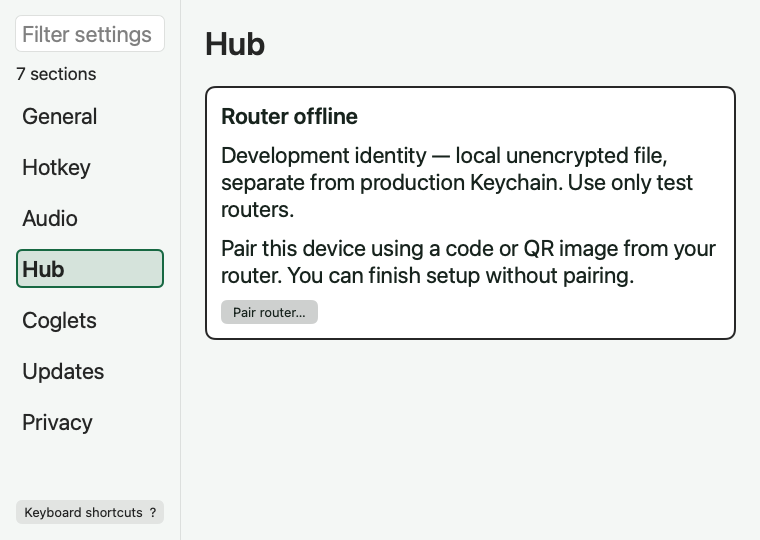 Filter settings
7 sections
General
Hotkey
Audio
Hub
Coglets
Updates
Privacy
Keyboard shortcuts ?
Hub
Router offline
Development identity — local unencrypted file,
separate from production Keychain. Use only test
routers.
Pair this device using a code or QR image from your
router. You can finish setup without pairing.
Pair router...